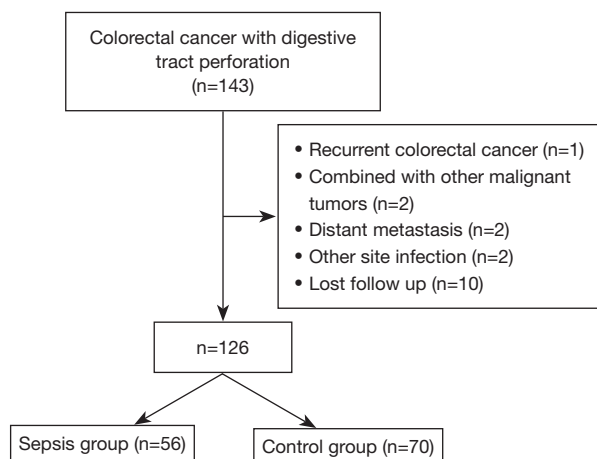 Colorectal cancer with digestive
tract perforation
(n=143)
• Recurrent colorectal cancer (n=1)
• Combined with other malignant
tumors (n=2)
• Distant metastasis (n=2)
• Other site infection (n=2)
• Lost follow up (n=10)
n=126
Sepsis group (n=56)
Control group (n=70)